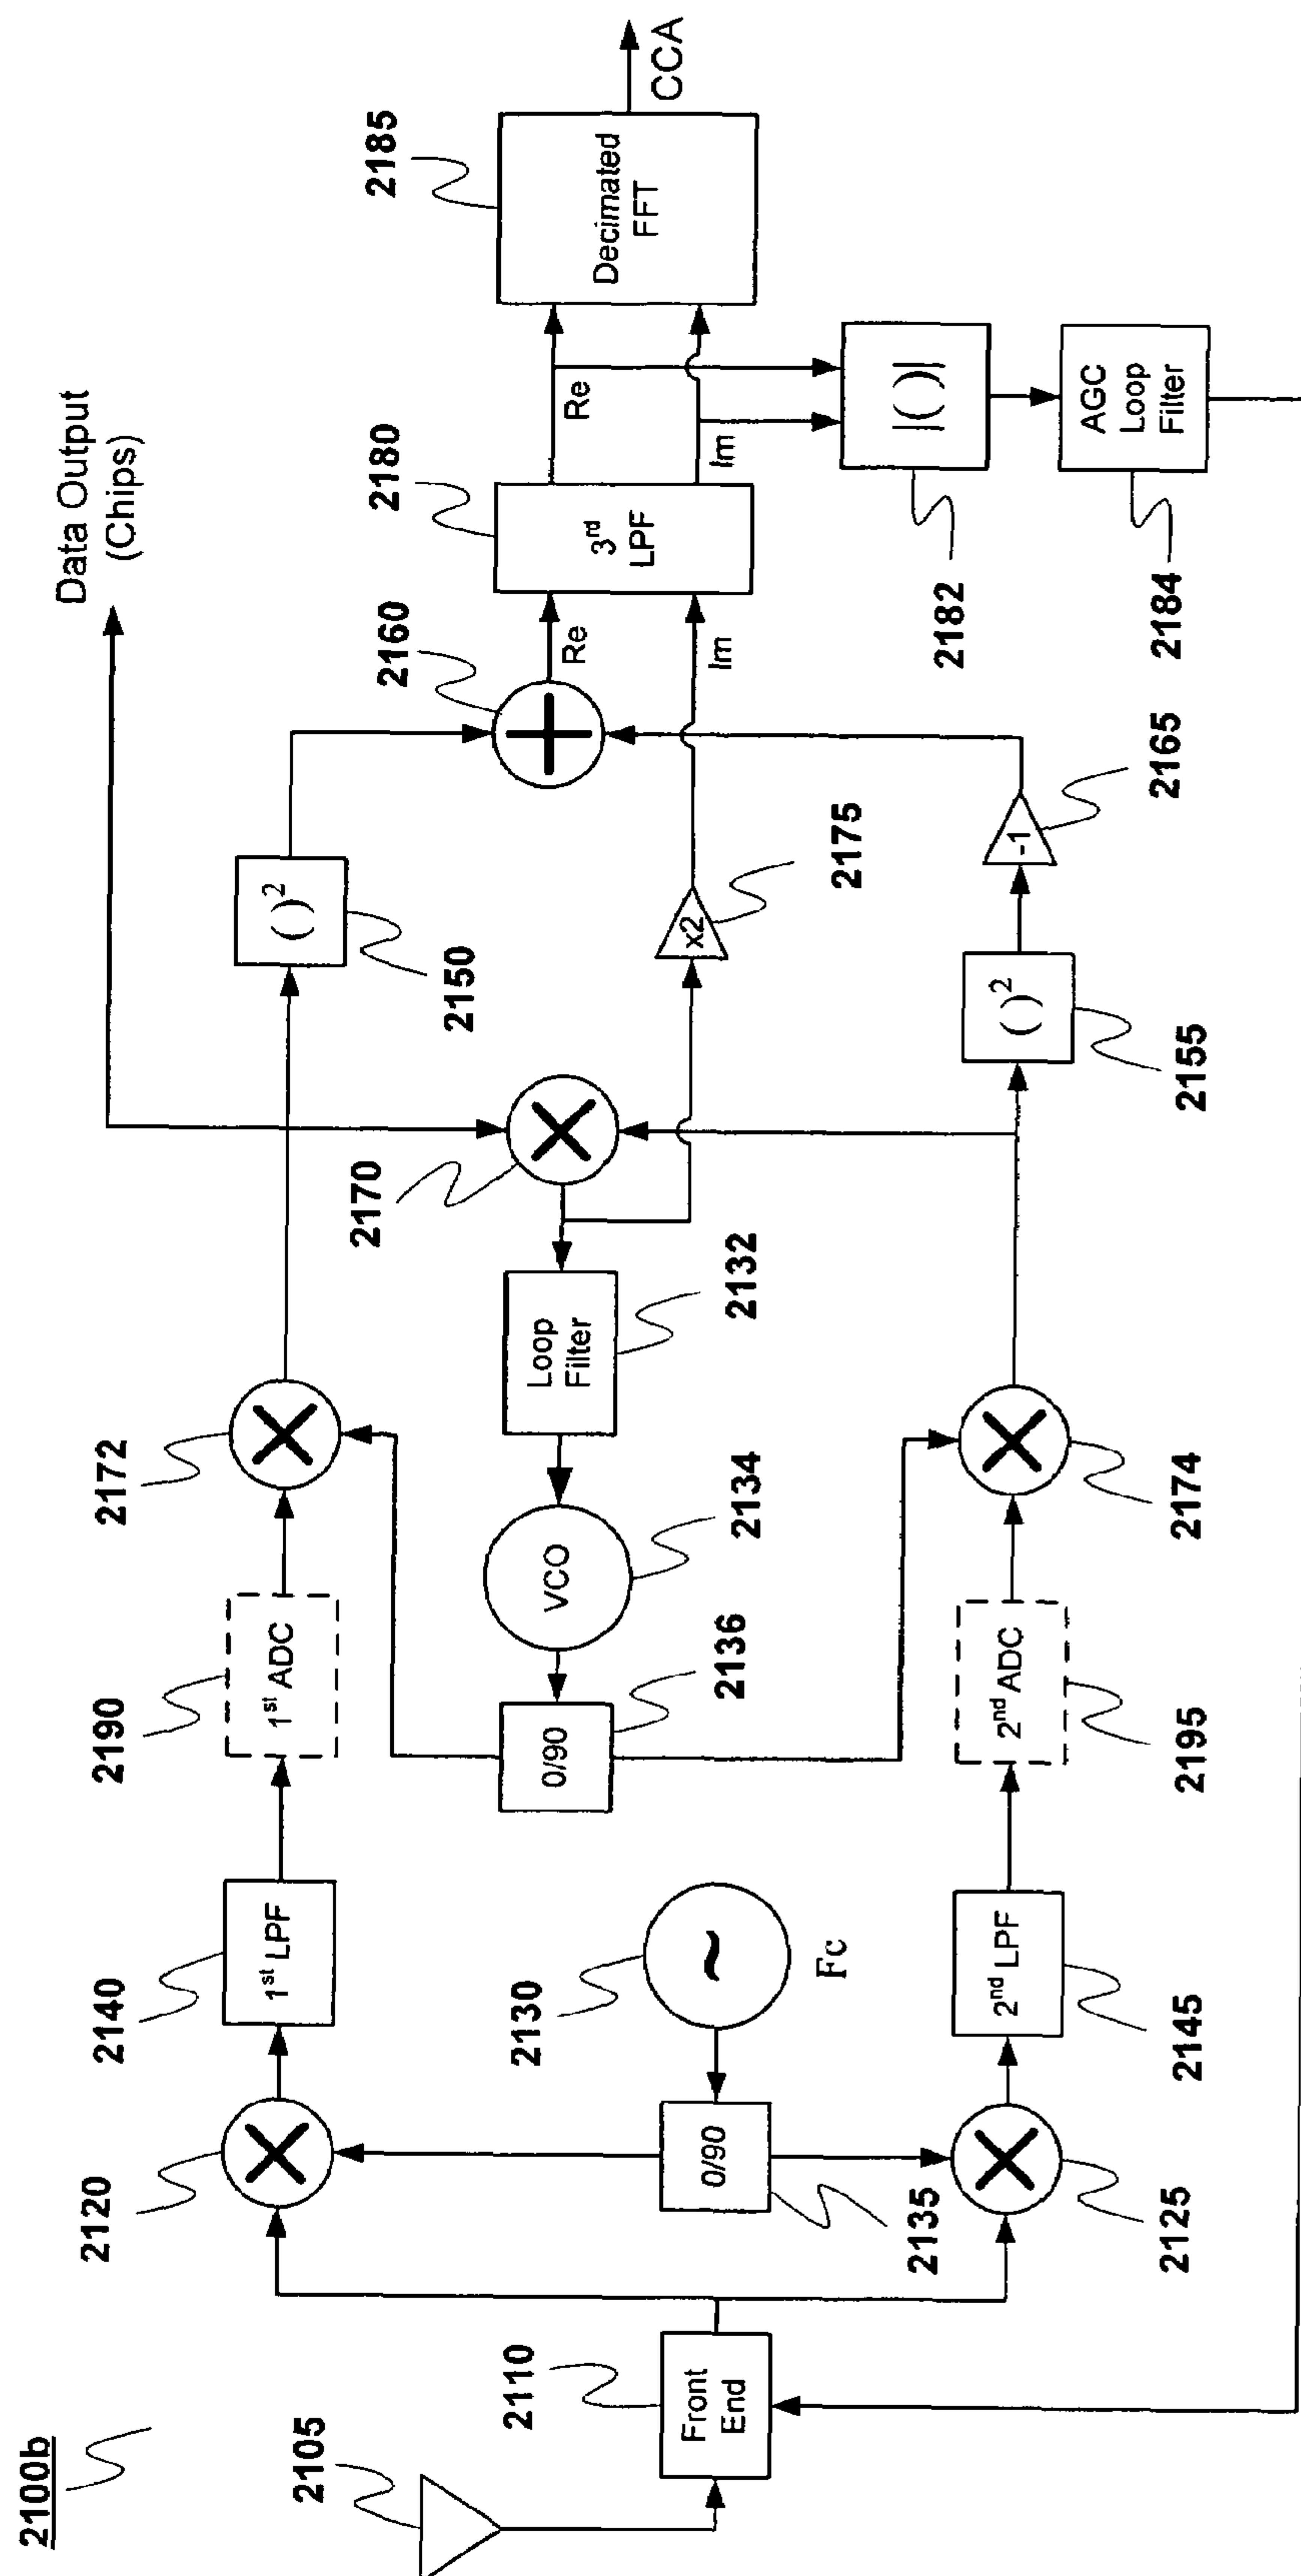 2100b
2105
2110
Front
End
2120
2125
0/90
2135
2130
~
Fc
2140
1st LPF
2nd LPF
2145
2190
1st ADC
2nd ADC
2195
0/90
2136
VCO
2134
Loop
Filter
2132
2172
2174
2170
( )²
2150
( )²
2155
x2
2175
-1
2165
2160
Data Output
(Chips)
Re
Im
3rd
LPF
2180
Re
Im
|( )|
2182
AGC
Loop
Filter
2184
Decimated
FFT
2185
CCA